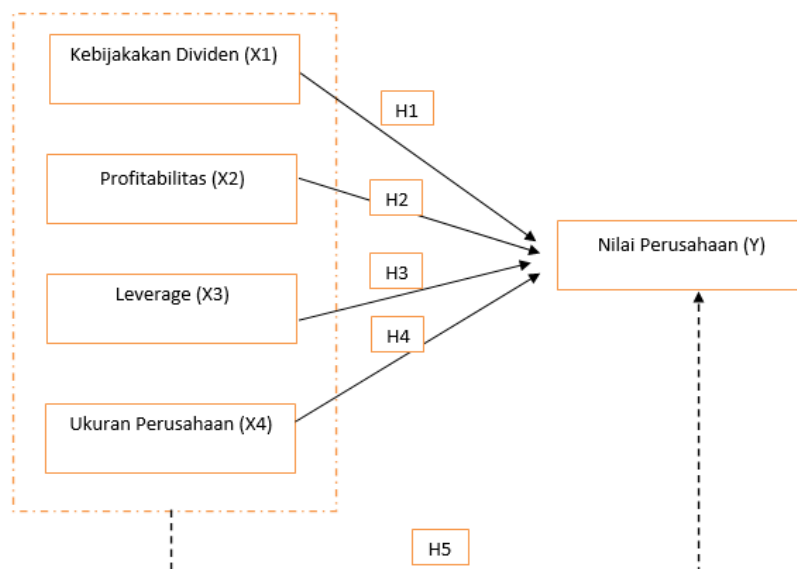 Kebijakakan Dividen (X1)
H1
Profitabilitas (X2)
H2
Nilai Perusahaan (Y)
H3
Leverage (X3)
H4
Ukuran Perusahaan (X4)
H5